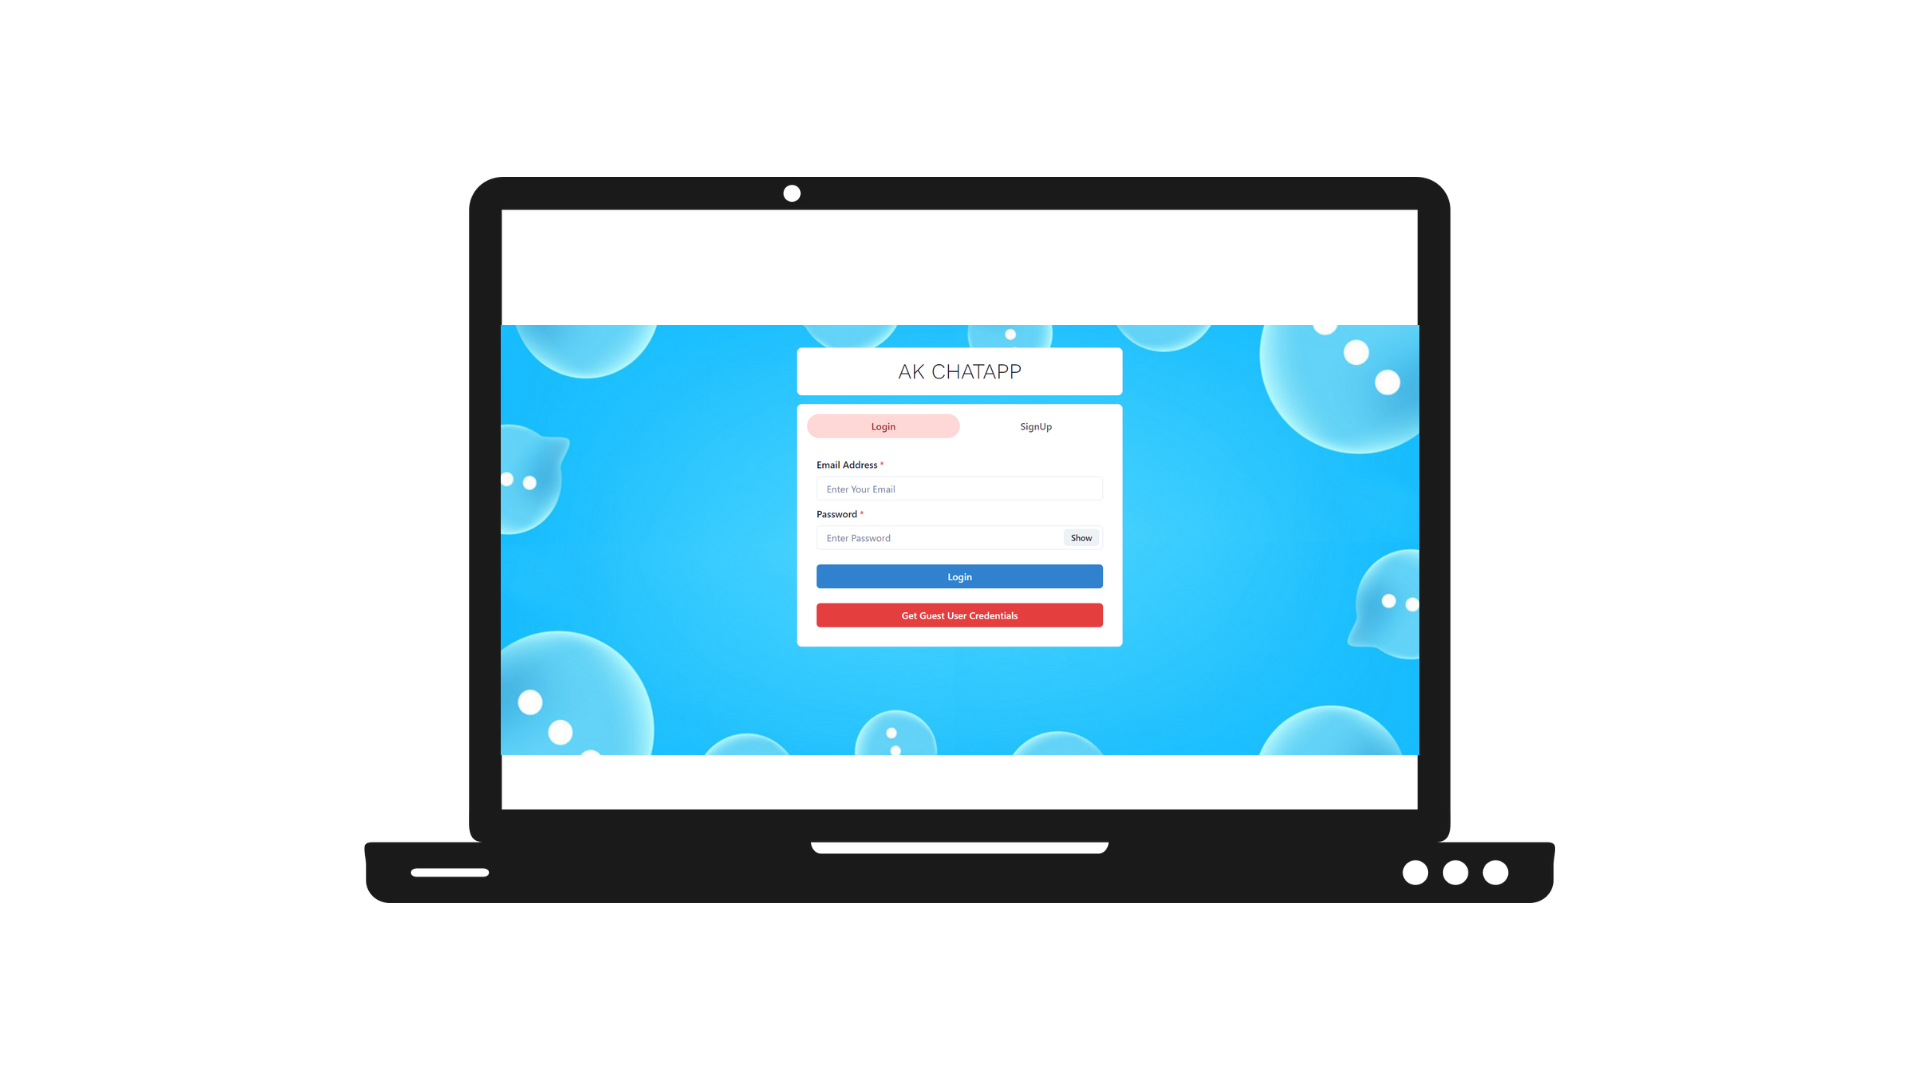 AK CHATAPP
Login SignUp
Email Address *
Enter Your Email
Password *
Enter Password Show
Login
Get Guest User Credentials